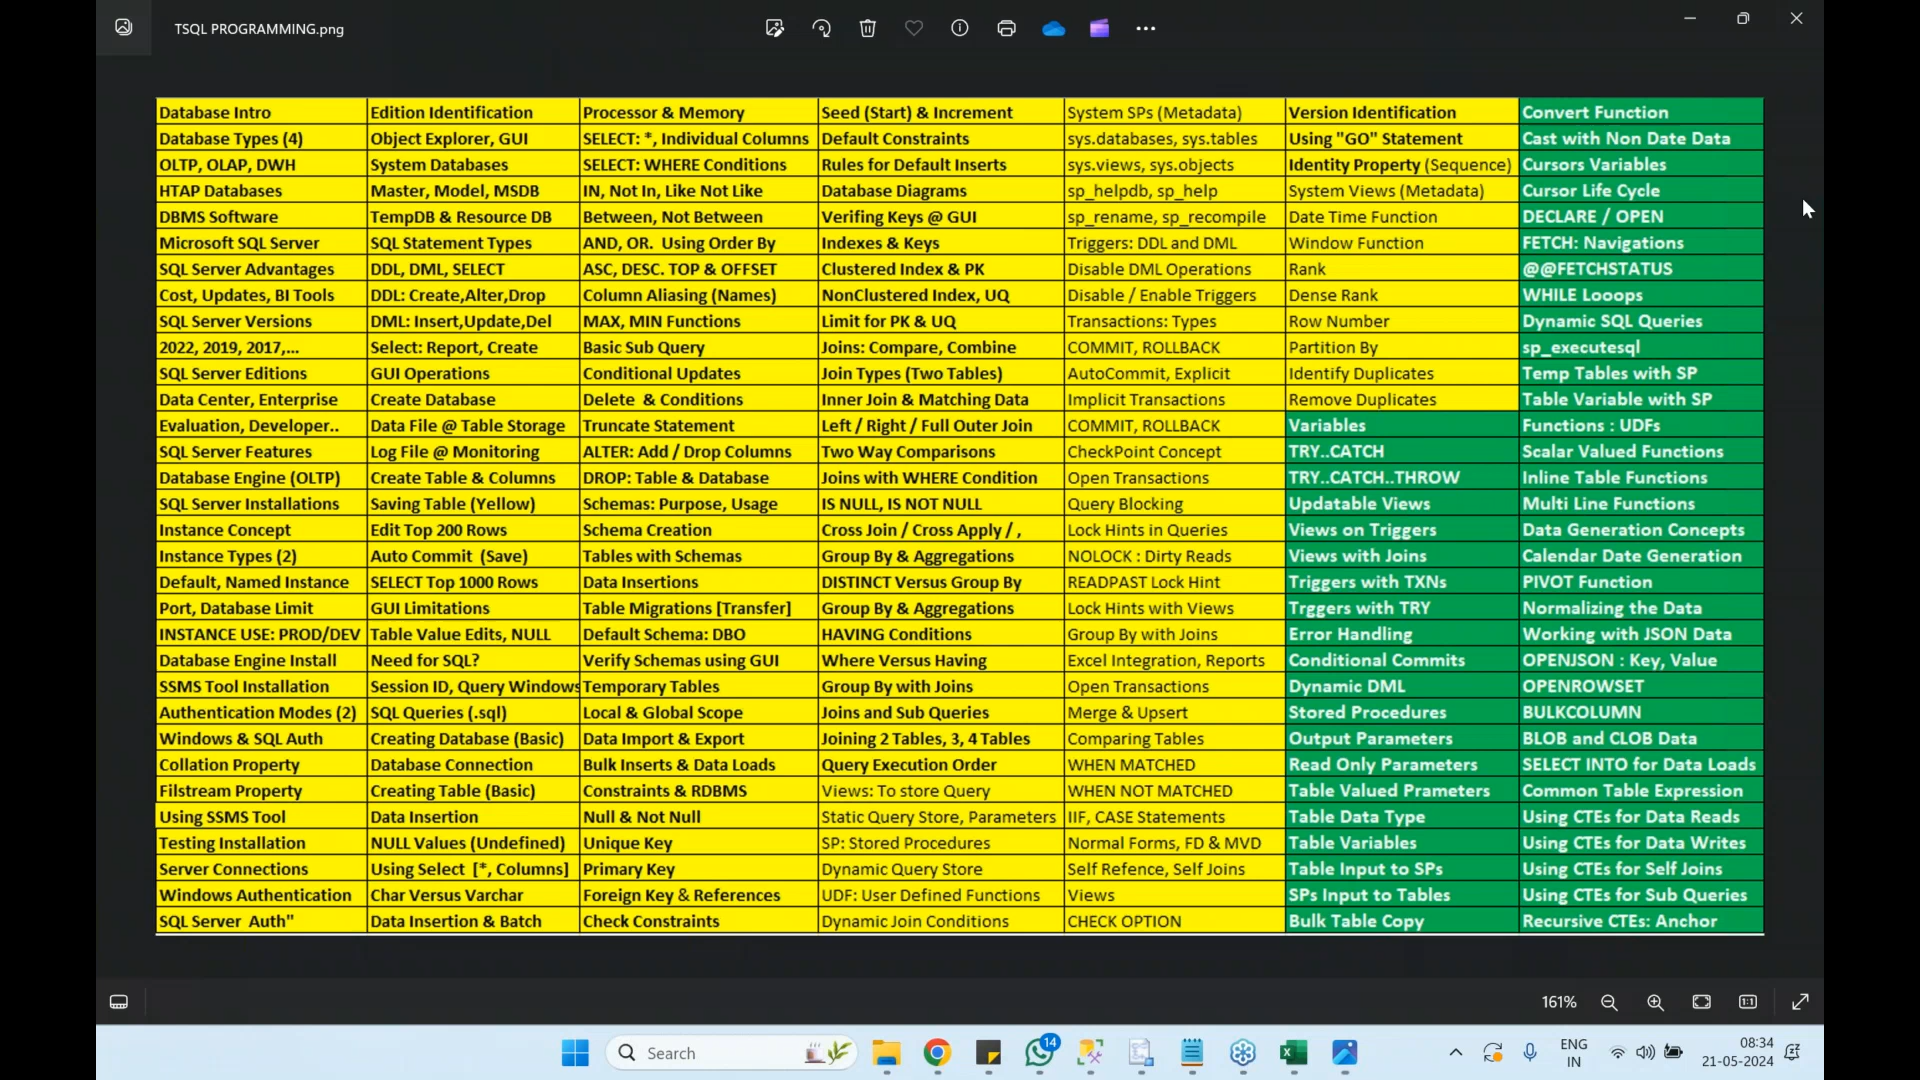 TSQL PROGRAMMING.png
Database Intro | Edition Identification | Processor & Memory | Seed (Start) & Increment | System SPs (Metadata) | Version Identification | Convert Function
Database Types (4) | Object Explorer, GUI | SELECT: *, Individual Columns | Default Constraints | sys.databases, sys.tables | Using "GO" Statement | Cast with Non Date Data
OLTP, OLAP, DWH | System Databases | SELECT: WHERE Conditions | Rules for Default Inserts | sys.views, sys.objects | Identity Property (Sequence) | Cursors Variables
HTAP Databases | Master, Model, MSDB | IN, Not In, Like Not Like | Database Diagrams | sp_helpdb, sp_help | System Views (Metadata) | Cursor Life Cycle
DBMS Software | TempDB & Resource DB | Between, Not Between | Verifing Keys @ GUI | sp_rename, sp_recompile | Date Time Function | DECLARE / OPEN
Microsoft SQL Server | SQL Statement Types | AND, OR.  Using Order By | Indexes & Keys | Triggers: DDL and DML | Window Function | FETCH: Navigations
SQL Server Advantages | DDL, DML, SELECT | ASC, DESC. TOP & OFFSET | Clustered Index & PK | Disable DML Operations | Rank | @@FETCHSTATUS
Cost, Updates, BI Tools | DDL: Create,Alter,Drop | Column Aliasing (Names) | NonClustered Index, UQ | Disable / Enable Triggers | Dense Rank | WHILE Looops
SQL Server Versions | DML: Insert,Update,Del | MAX, MIN Functions | Limit for PK & UQ | Transactions: Types | Row Number | Dynamic SQL Queries
2022, 2019, 2017,... | Select: Report, Create | Basic Sub Query | Joins: Compare, Combine | COMMIT, ROLLBACK | Partition By | sp_executesql
SQL Server Editions | GUI Operations | Conditional Updates | Join Types (Two Tables) | AutoCommit, Explicit | Identify Duplicates | Temp Tables with SP
Data Center, Enterprise | Create Database | Delete  & Conditions | Inner Join & Matching Data | Implicit Transactions | Remove Duplicates | Table Variable with SP
Evaluation, Developer.. | Data File @ Table Storage | Truncate Statement | Left / Right / Full Outer Join | COMMIT, ROLLBACK | Variables | Functions : UDFs
SQL Server Features | Log File @ Monitoring | ALTER: Add / Drop Columns | Two Way Comparisons | CheckPoint Concept | TRY..CATCH | Scalar Valued Functions
Database Engine (OLTP) | Create Table & Columns | DROP: Table & Database | Joins with WHERE Condition | Open Transactions | TRY..CATCH..THROW | Inline Table Functions
SQL Server Installations | Saving Table (Yellow) | Schemas: Purpose, Usage | IS NULL, IS NOT NULL | Query Blocking | Updatable Views | Multi Line Functions
Instance Concept | Edit Top 200 Rows | Schema Creation | Cross Join / Cross Apply / , | Lock Hints in Queries | Views on Triggers | Data Generation Concepts
Instance Types (2) | Auto Commit  (Save) | Tables with Schemas | Group By & Aggregations | NOLOCK : Dirty Reads | Views with Joins | Calendar Date Generation
Default, Named Instance | SELECT Top 1000 Rows | Data Insertions | DISTINCT Versus Group By | READPAST Lock Hint | Triggers with TXNs | PIVOT Function
Port, Database Limit | GUI Limitations | Table Migrations [Transfer] | Group By & Aggregations | Lock Hints with Views | Trggers with TRY | Normalizing the Data
INSTANCE USE: PROD/DEV | Table Value Edits, NULL | Default Schema: DBO | HAVING Conditions | Group By with Joins | Error Handling | Working with JSON Data
Database Engine Install | Need for SQL? | Verify Schemas using GUI | Where Versus Having | Excel Integration, Reports | Conditional Commits | OPENJSON : Key, Value
SSMS Tool Installation | Session ID, Query Windows | Temporary Tables | Group By with Joins | Open Transactions | Dynamic DML | OPENROWSET
Authentication Modes (2) | SQL Queries (.sql) | Local & Global Scope | Joins and Sub Queries | Merge & Upsert | Stored Procedures | BULKCOLUMN
Windows & SQL Auth | Creating Database (Basic) | Data Import & Export | Joining 2 Tables, 3, 4 Tables | Comparing Tables | Output Parameters | BLOB and CLOB Data
Collation Property | Database Connection | Bulk Inserts & Data Loads | Query Execution Order | WHEN MATCHED | Read Only Parameters | SELECT INTO for Data Loads
Filstream Property | Creating Table (Basic) | Constraints & RDBMS | Views: To store Query | WHEN NOT MATCHED | Table Valued Prameters | Common Table Expression
Using SSMS Tool | Data Insertion | Null & Not Null | Static Query Store, Parameters | IIF, CASE Statements | Table Data Type | Using CTEs for Data Reads
Testing Installation | NULL Values (Undefined) | Unique Key | SP: Stored Procedures | Normal Forms, FD & MVD | Table Variables | Using CTEs for Data Writes
Server Connections | Using Select  [*, Columns] | Primary Key | Dynamic Query Store | Self Refence, Self Joins | Table Input to SPs | Using CTEs for Self Joins
Windows Authentication | Char Versus Varchar | Foreign Key & References | UDF: User Defined Functions | Views | SPs Input to Tables | Using CTEs for Sub Queries
SQL Server  Auth" | Data Insertion & Batch | Check Constraints | Dynamic Join Conditions | CHECK OPTION | Bulk Table Copy | Recursive CTEs: Anchor
161%
1:1
Search
14
ENG
IN
08:34
21-05-2024